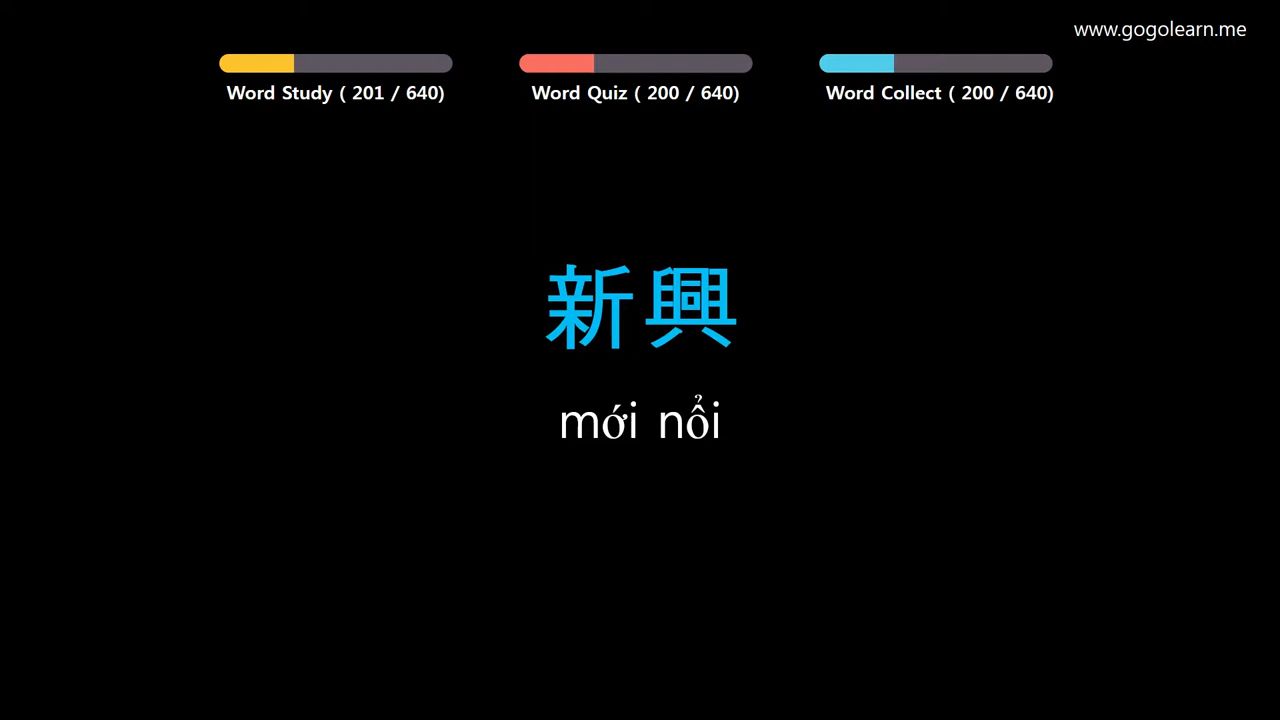 www.gogolearn.me
Word Study ( 201 / 640)
Word Quiz ( 200 / 640)
Word Collect ( 200 / 640)
新興
mới nổi